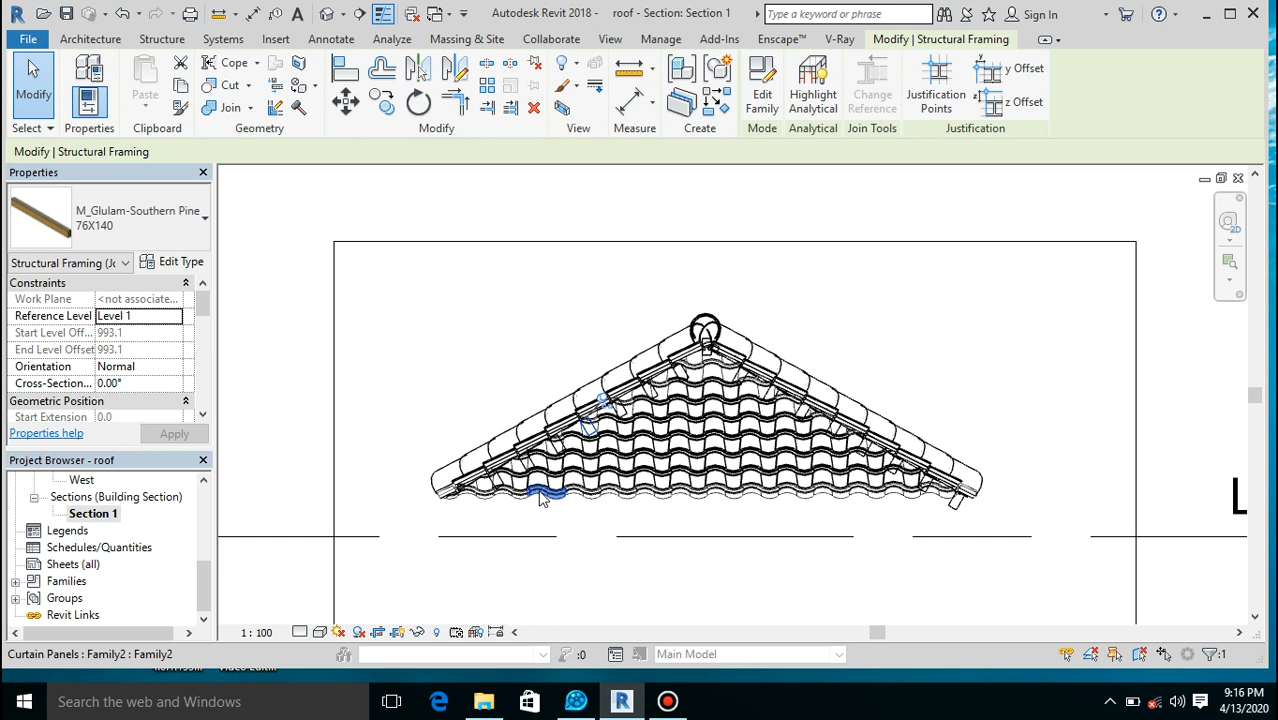 Autodesk Revit 2018 - roof - Section: Section 1
Type a keyword or phrase
Sign In
File Architecture Structure Systems Insert Annotate Analyze Massing & Site Collaborate View Manage Add-Ins Enscape™ V-Ray Modify | Structural Framing
Modify
Select
Properties
Paste
Clipboard
Cope
Cut
Join
Geometry
Modify
View
Measure
Create
Edit
Family
Mode
Highlight
Analytical
Analytical
Change
Reference
Join Tools
Justification
Points
y Offset
z Offset
Justification
Modify | Structural Framing
Properties
M_Glulam-Southern Pine
76X140
Structural Framing (Jc
Edit Type
Constraints
Work Plane <not associate...
Reference Level Level 1
Start Level Off... 993.1
End Level Offset 993.1
Orientation Normal
Cross-Section... 0.00°
Geometric Position
Start Extension 0.0
Properties help
Apply
Project Browser - roof
West
Sections (Building Section)
Section 1
Legends
Schedules/Quantities
Sheets (all)
Families
Groups
Revit Links
2D
L
1 : 100
Curtain Panels : Family2 : Family2
:0
Main Model
:1
Search the web and Windows
9:16 PM
4/13/2020